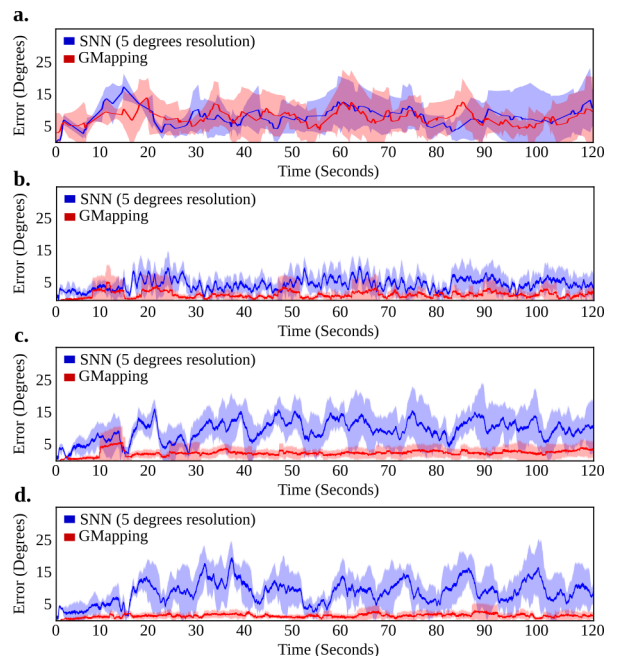 a.
Error (Degrees)
25
15
5
SNN (5 degrees resolution)
GMapping
0 10 20 30 40 50 60 70 80 90 100 120
Time (Seconds)
b.
Error (Degrees)
25
15
5
SNN (5 degrees resolution)
GMapping
0 10 20 30 40 50 60 70 80 90 100 120
Time (Seconds)
c.
Error (Degrees)
25
15
5
SNN (5 degrees resolution)
GMapping
0 10 20 30 40 50 60 70 80 90 100 120
Time (Seconds)
d.
Error (Degrees)
25
15
5
SNN (5 degrees resolution)
GMapping
0 10 20 30 40 50 60 70 80 90 100 120
Time (Seconds)